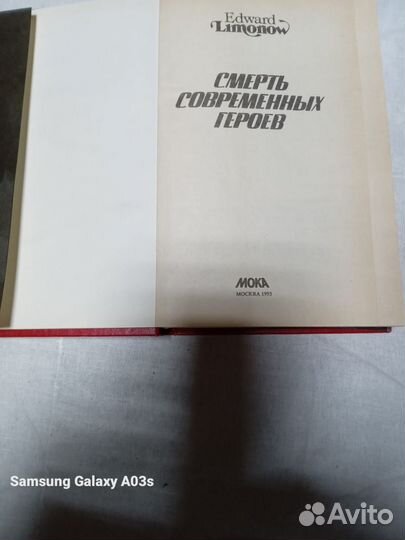 Edward
Limonow
СМЕРТЬ
СОВРЕМЕННЫХ
ГЕРОЕВ
МОКА
МОСКВА 1993
Samsung Galaxy A03s
Avito